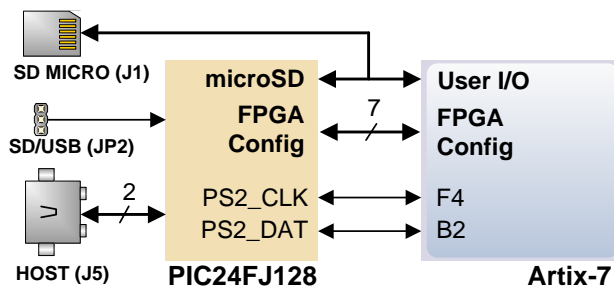 SD MICRO (J1)
microSD
User I/O
FPGA
Config
7
FPGA
Config
SD/USB (JP2)
2
PS2_CLK
F4
PS2_DAT
B2
HOST (J5)
PIC24FJ128
Artix-7